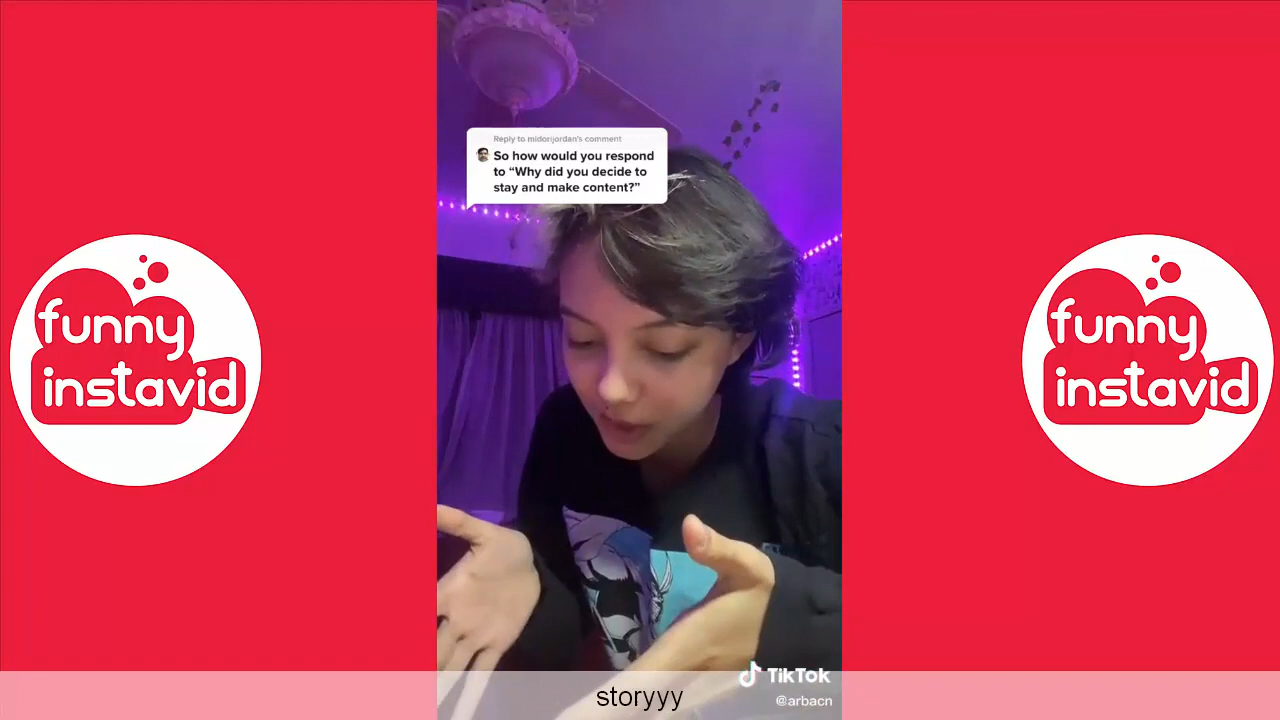 Reply to midorijordan's comment
So how would you respond
to “Why did you decide to
stay and make content?”
funny
instavid
funny
instavid
TikTok
@arbacn
storyyy